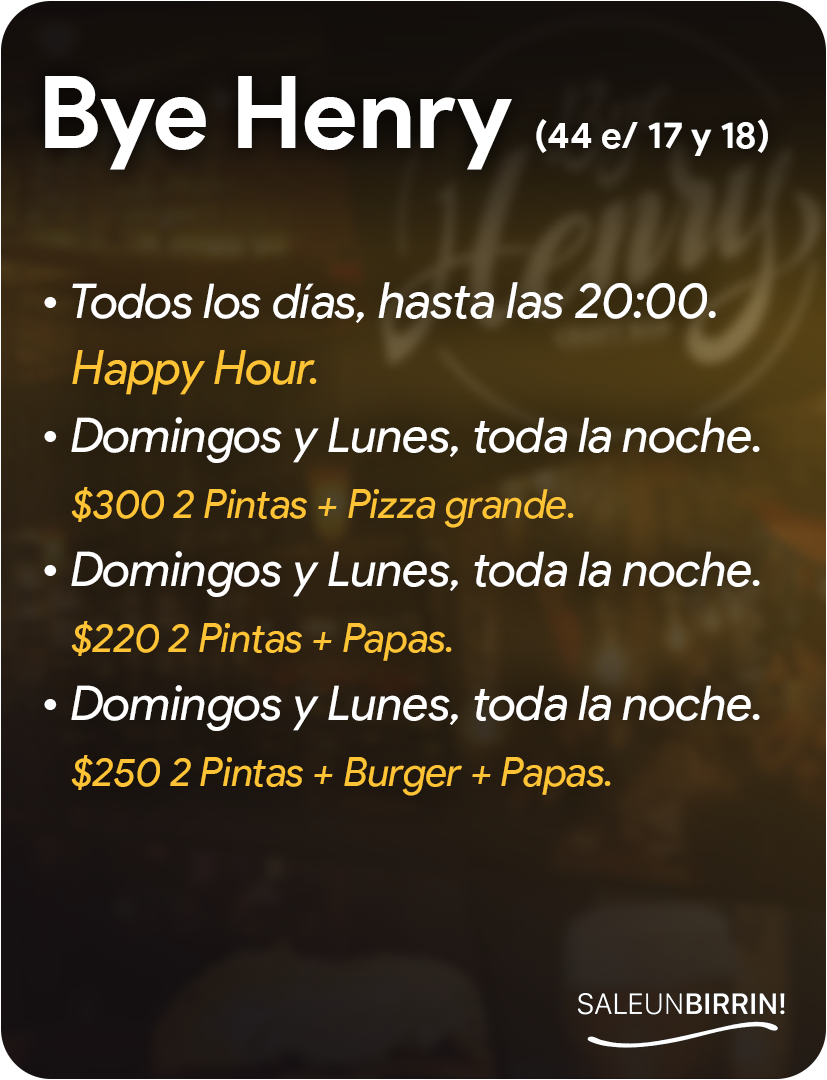 Bye Henry (44 e/ 17 y 18)
• Todos los días, hasta las 20:00.
Happy Hour.
• Domingos y Lunes, toda la noche.
$300 2 Pintas + Pizza grande.
• Domingos y Lunes, toda la noche.
$220 2 Pintas + Papas.
• Domingos y Lunes, toda la noche.
$250 2 Pintas + Burger + Papas.
SALEUNBIRRIN!